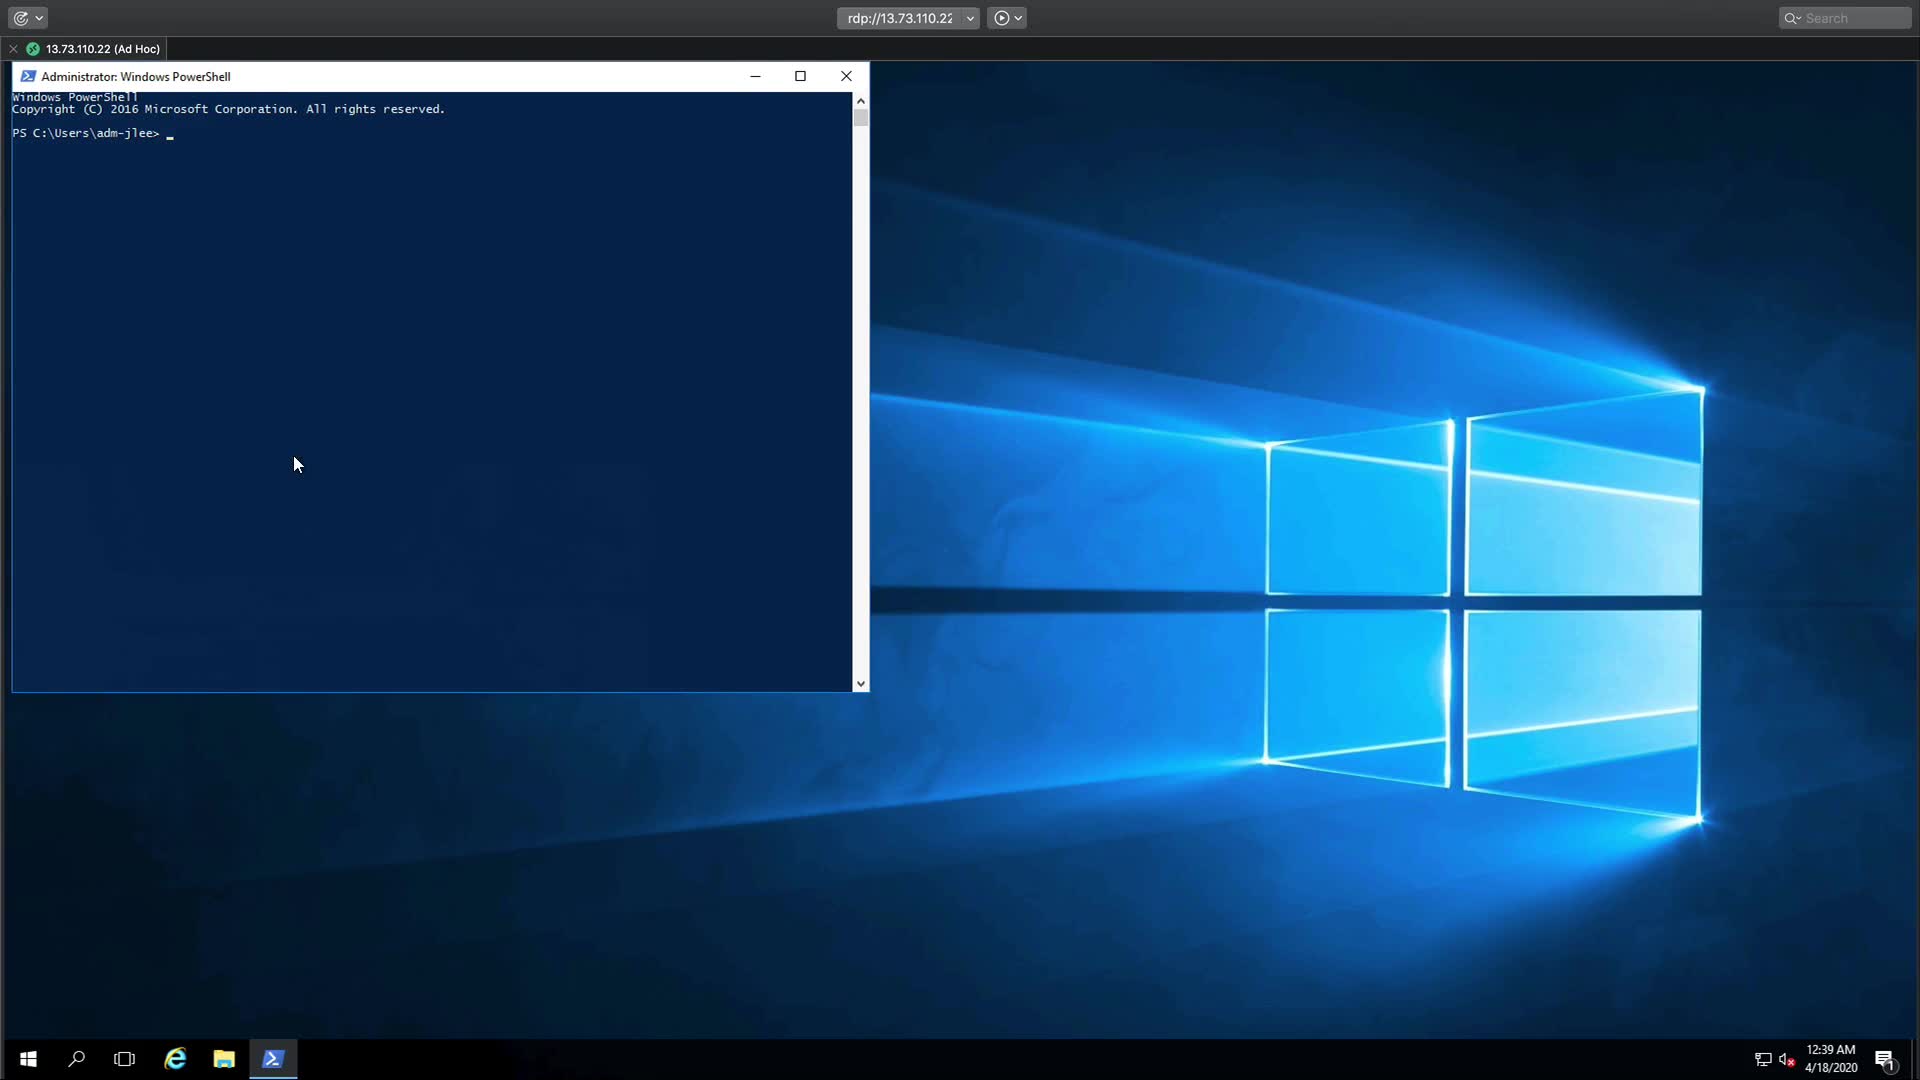 rdp://13.73.110.22
Search
13.73.110.22 (Ad Hoc)
Administrator: Windows PowerShell
Windows PowerShell
Copyright (C) 2016 Microsoft Corporation. All rights reserved.
PS C:\Users\adm-jlee> _
12:39 AM
4/18/2020
1